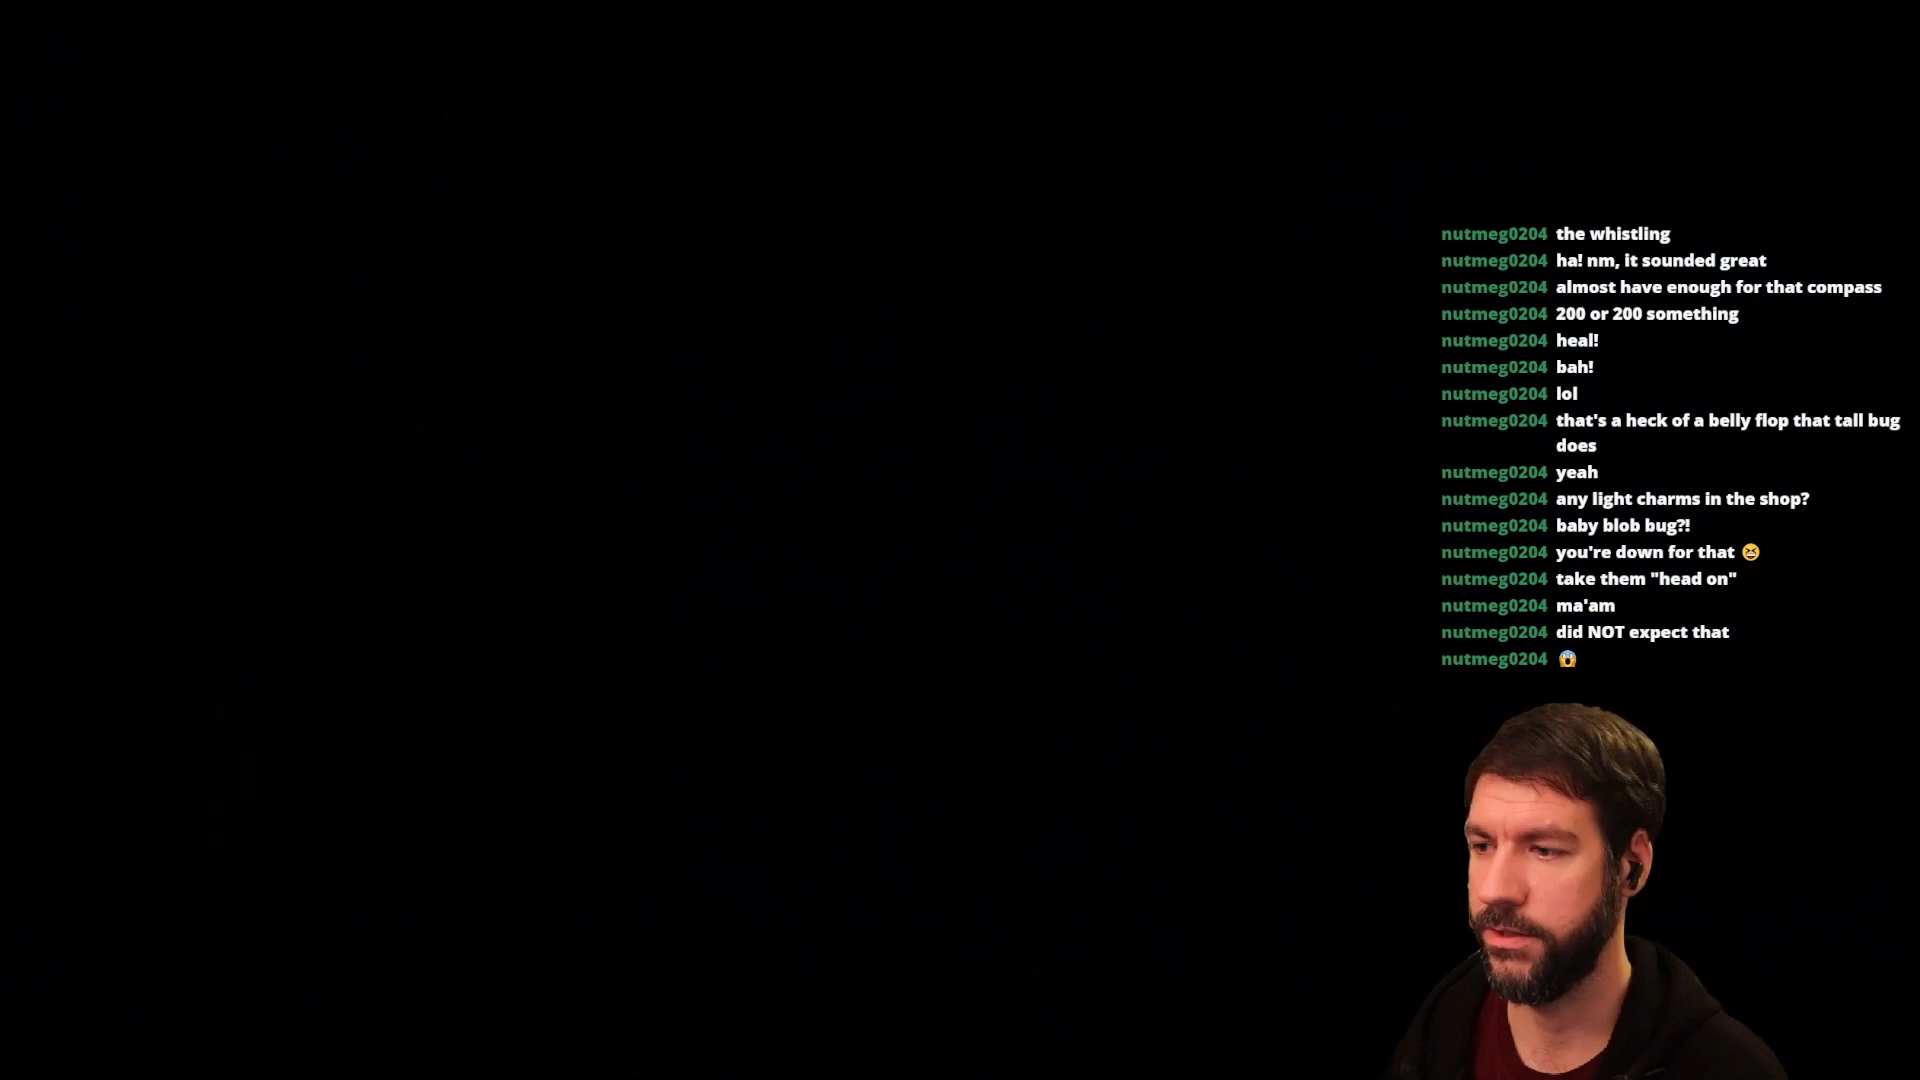 nutmeg0204 the whistling
nutmeg0204 ha! nm, it sounded great
nutmeg0204 almost have enough for that compass
nutmeg0204 200 or 200 something
nutmeg0204 heal!
nutmeg0204 bah!
nutmeg0204 lol
nutmeg0204 that's a heck of a belly flop that tall bug
does
nutmeg0204 yeah
nutmeg0204 any light charms in the shop?
nutmeg0204 baby blob bug?!
nutmeg0204 you're down for that 😆
nutmeg0204 take them "head on"
nutmeg0204 ma'am
nutmeg0204 did NOT expect that
nutmeg0204 😱